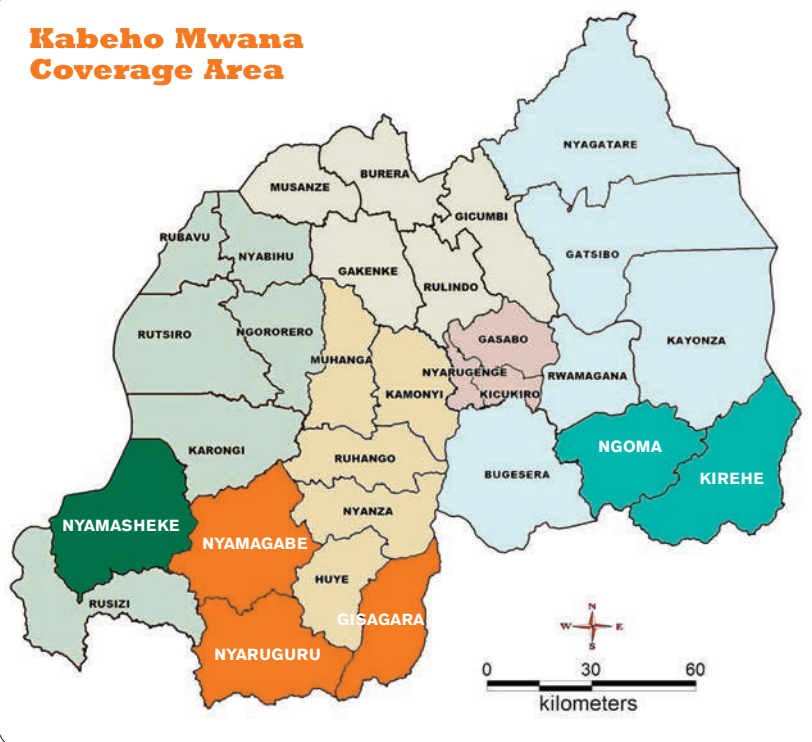 Kabeho Mwana
Coverage Area
NYAGATARE
BURERA
MUSANZE
GICUMBI
RUBAVU
NYABIHU
GATSIBO
GAKENKE
RULINDO
RUTSIRO
NGORORERO
GASABO
KAYONZA
MUHANGA
NYARUGENGE
RWAMAGANA
KAMONYI
KICUKIRO
KARONGI
NGOMA
RUHANGO
BUGESERA
KIREHE
NYANZA
NYAMASHEKE
NYAMAGABE
HUYE
RUSIZI
GISAGARA
NYARUGURU
N
W E
S
0 30 60
kilometers